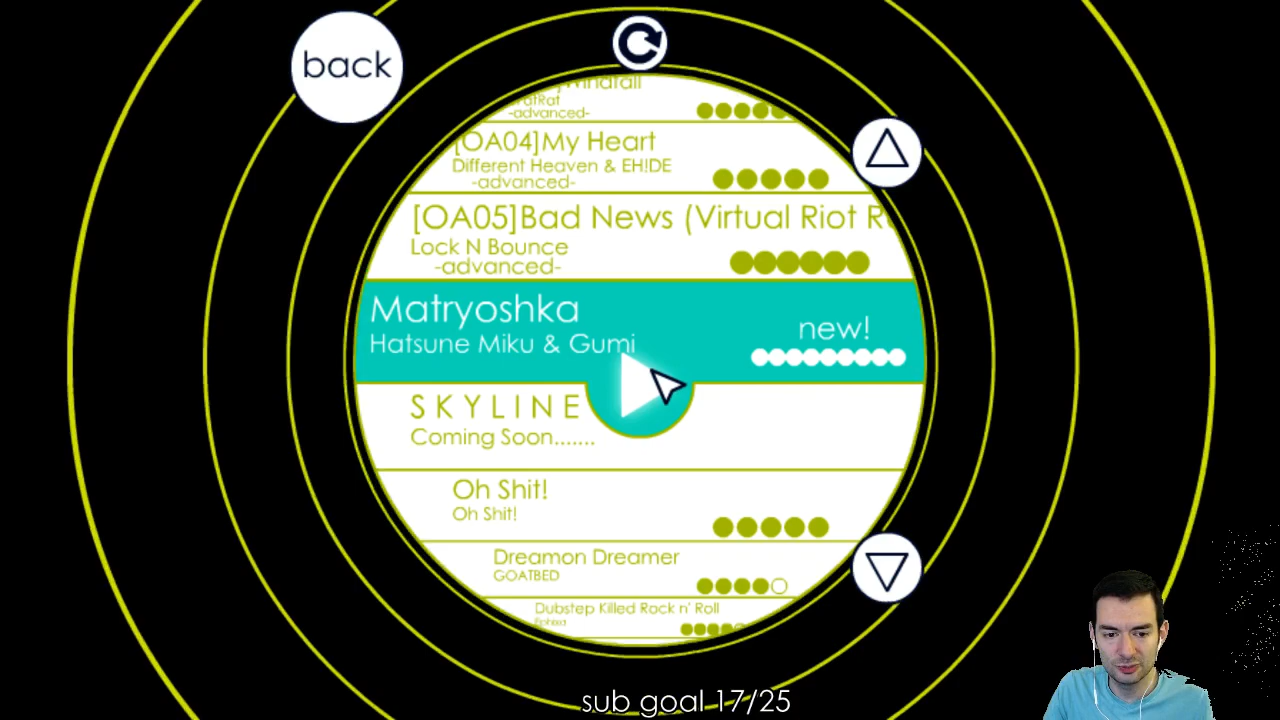 back
-advanced-
[OA04]My Heart
Different Heaven & EH!DE
-advanced-
[OA05]Bad News (Virtual Riot R
Lock N Bounce
-advanced-
Matryoshka
Hatsune Miku & Gumi
new!
S K Y L I N E
Coming Soon.......
Oh Shit!
Oh Shit!
Dreamon Dreamer
GOATBED
Dubstep Killed Rock n' Roll
Ephixa
sub goal 17/25